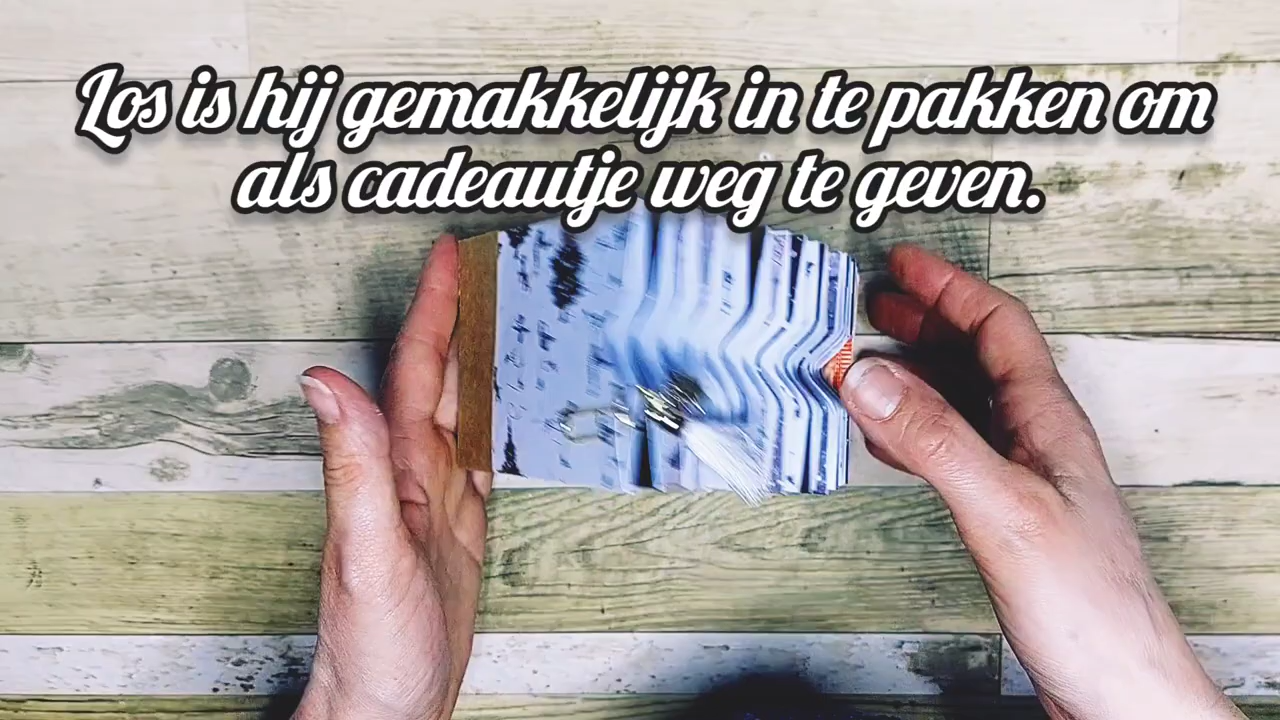 Los is hij gemakkelijk in te pakken om
als cadeautje weg te geven.